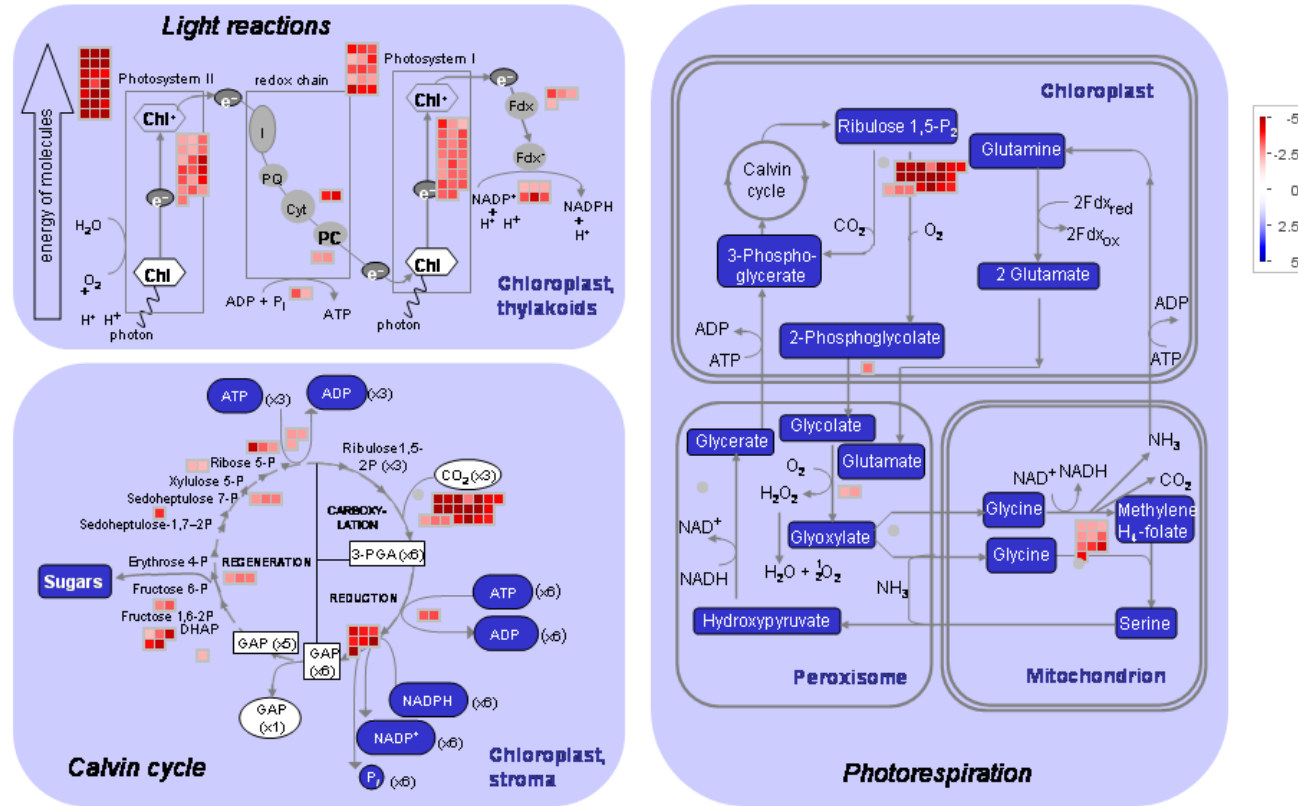 Light reactions
energy of molecules
Photosystem II
redox chain
Photosystem I
Chl+
e-
I
PQ
Cyt
PC
e-
Chl
H2O
O2
+
H+ H+
photon
ADP + Pi
ATP
e-
Chl+
e-
Chl
e-
photon
Fdx
Fdx-
NADP+
+
H+ H+
NADPH
+
H+
Chloroplast,
thylakoids
ATP
(x3)
ADP
(x3)
Ribulose 1,5-
2P (x3)
CO2 (x3)
Ribose 5-P
Xylulose 5-P
Sedoheptulose 7-P
Sedoheptulose-1,7–2P
Erythrose 4-P
Fructose 6-P
Fructose 1,6-2P
DHAP
Sugars
CARBOXY-
LATION
REGENERATION
REDUCTION
3-PGA (x6)
ATP
(x6)
ADP
(x6)
GAP (x5)
GAP
(x6)
GAP
(x1)
NADPH
(x6)
NADP+
(x6)
Pi
(x6)
Calvin cycle
Chloroplast,
stroma
Chloroplast
Ribulose 1,5-P2
Glutamine
Calvin
cycle
CO2
O2
2Fdxred
2Fdxox
3-Phospho-
glycerate
2 Glutamate
ADP
ATP
2-Phosphoglycolate
ADP
ATP
Glycerate
Glycolate
Glutamate
O2
H2O2
NAD+
NADH
Glyoxylate
H2O + ½O2
Hydroxypyruvate
Peroxisome
NH3
NAD+
NADH
CO2
Glycine
Methylene
H4-folate
Glycine
NH3
Serine
Mitochondrion
Photorespiration
-5
-2.5
0
2.5
5